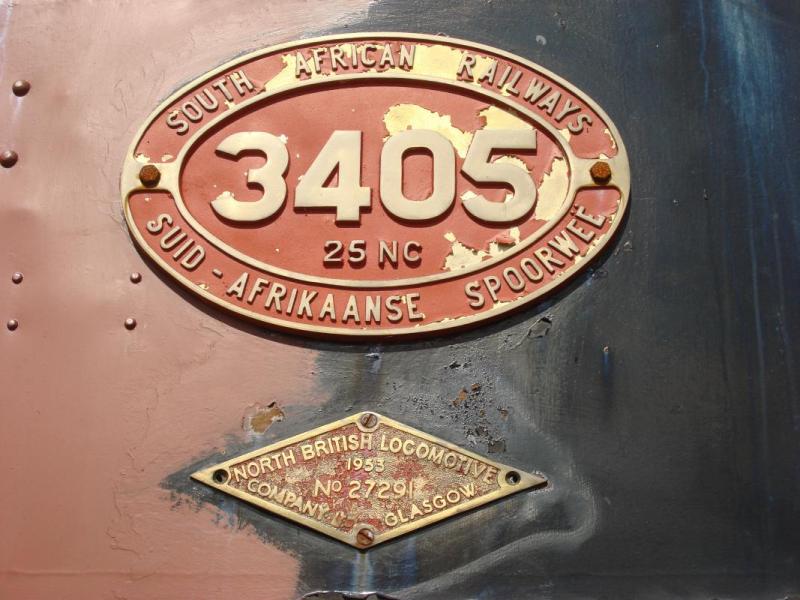 SOUTH AFRICAN RAILWAYS
3405
25 NC
SUID - AFRIKAANSE SPOORWEË
NORTH BRITISH LOCOMOTIVE
1953
No 27291
COMPANY GLASGOW